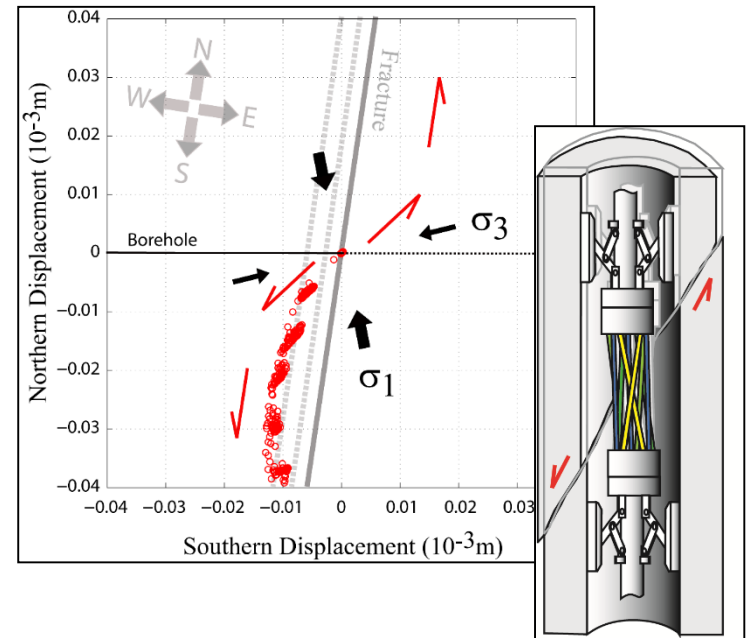 0.04
0.03
0.02
0.01
0
−0.01
−0.02
−0.03
−0.04
Northern Displacement (10-3m)
N
W
E
S
Fracture
Borehole
σ3
σ1
−0.04
−0.03
−0.02
−0.01
0
0.01
0.02
0.03
Southern Displacement (10-3m)